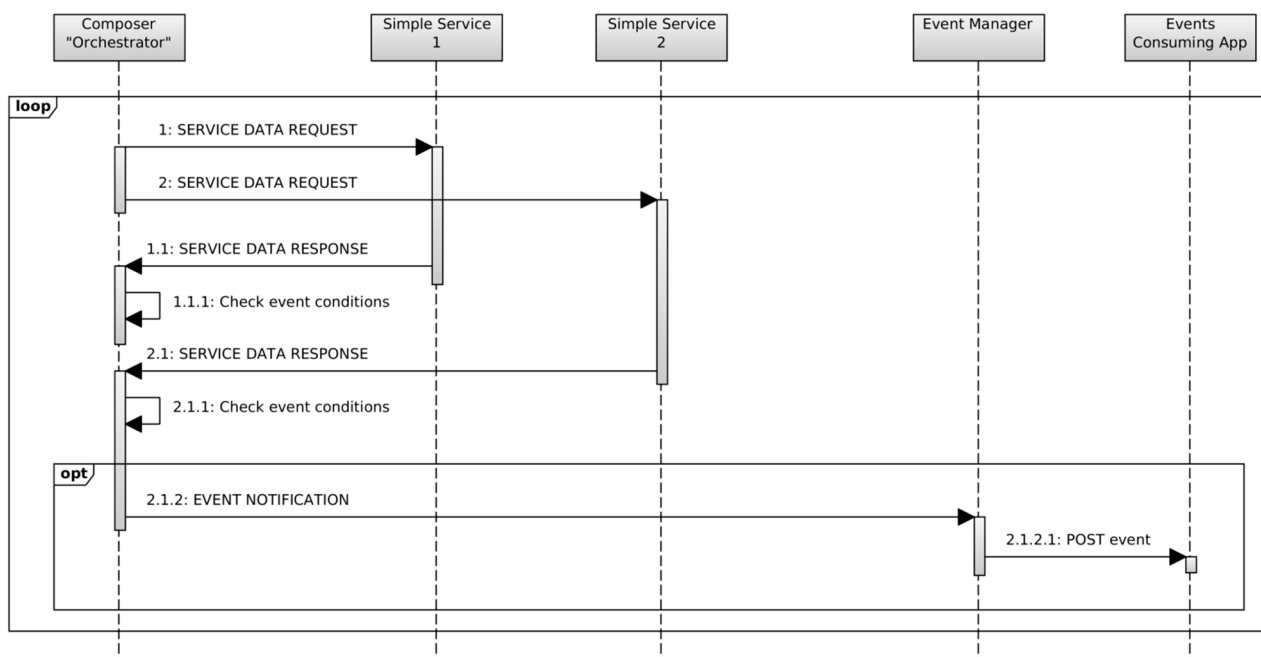 Composer
"Orchestrator"
Simple Service
1
Simple Service
2
Event Manager
Events
Consuming App
loop
1: SERVICE DATA REQUEST
2: SERVICE DATA REQUEST
1.1: SERVICE DATA RESPONSE
1.1.1: Check event conditions
2.1: SERVICE DATA RESPONSE
2.1.1: Check event conditions
opt
2.1.2: EVENT NOTIFICATION
2.1.2.1: POST event